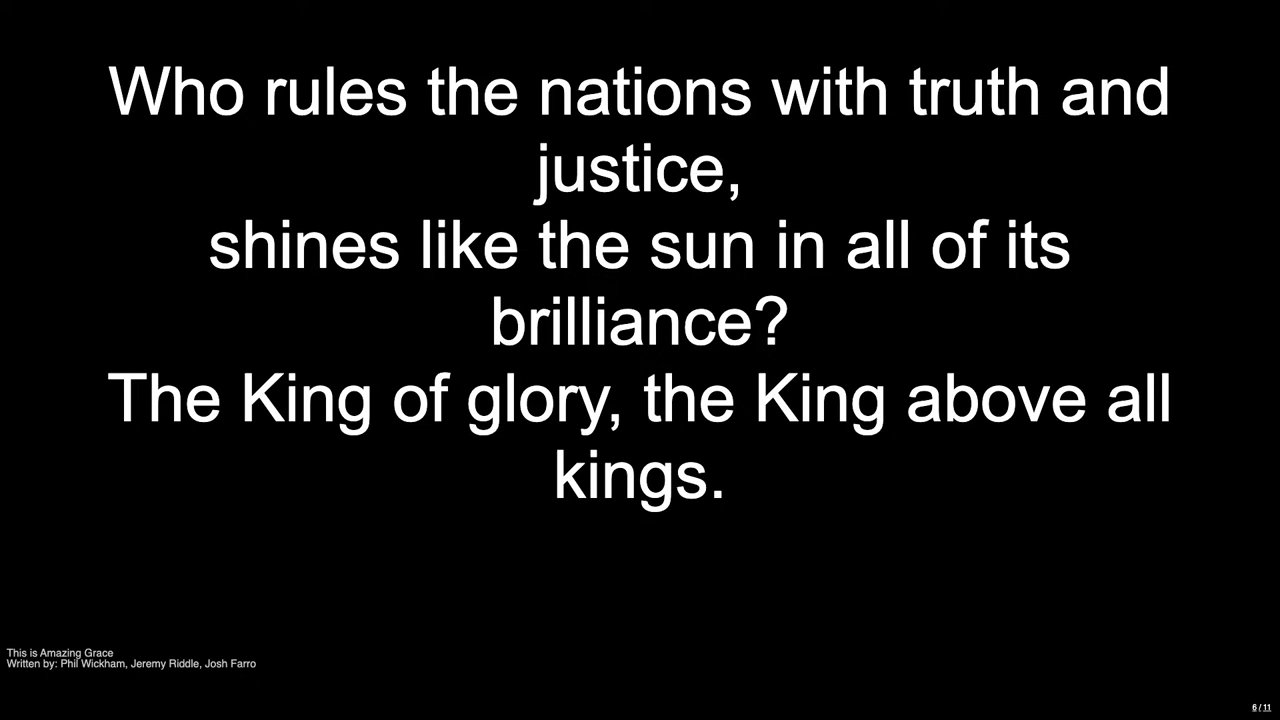 Who rules the nations with truth and
justice,
shines like the sun in all of its
brilliance?
The King of glory, the King above all
kings.
This is Amazing Grace
Written by: Phil Wickham, Jeremy Riddle, Josh Farro
6 / 11